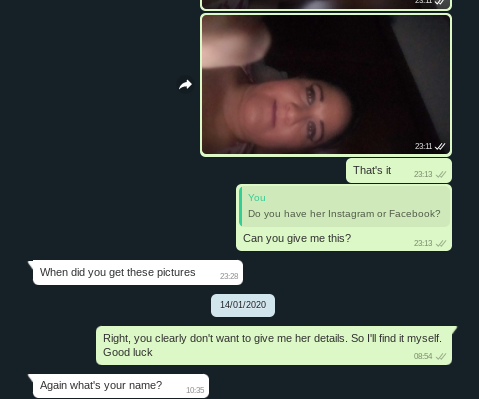 23:11
23:11
That's it 23:13
You
Do you have her Instagram or Facebook?
Can you give me this? 23:13
When did you get these pictures 23:28
14/01/2020
Right, you clearly don't want to give me her details. So I'll find it myself.
Good luck 08:54
Again what's your name? 10:35